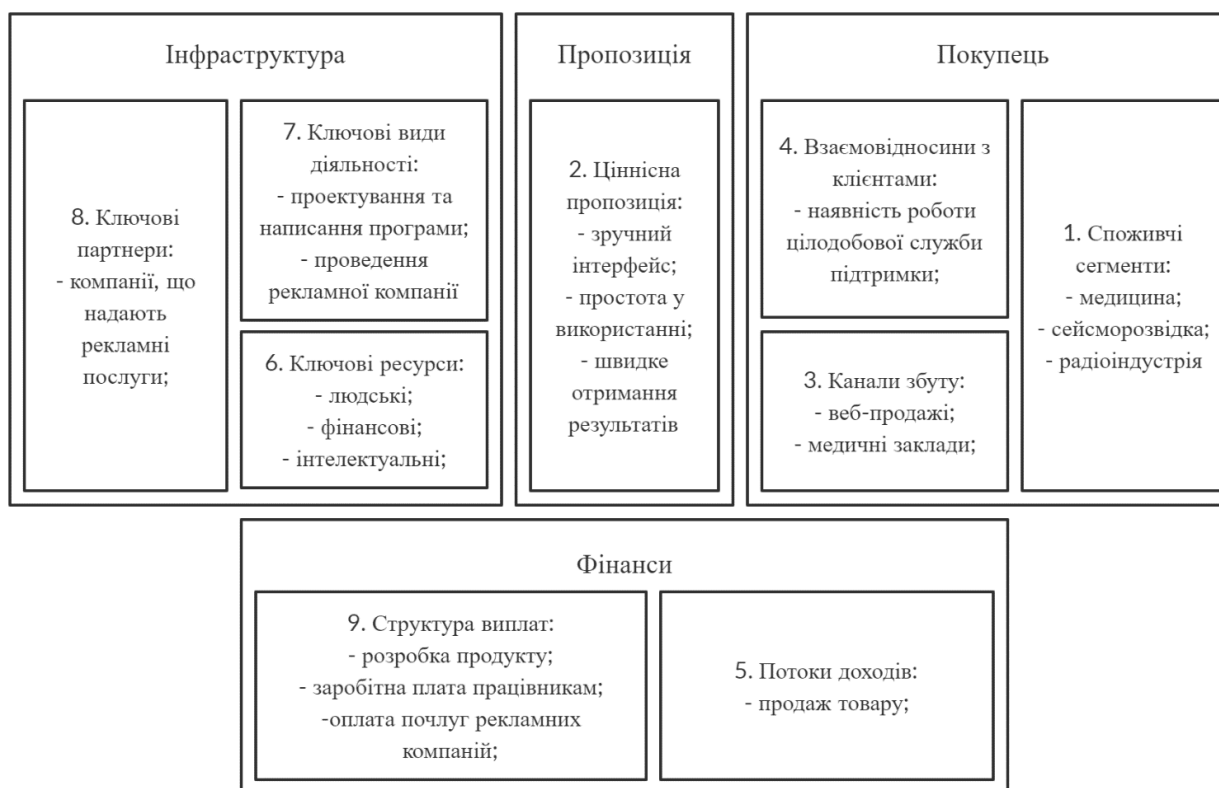 Інфраструктура
8. Ключові
партнери:
- компанії, що
надають
рекламні
послуги;
7. Ключові види
діяльності:
- проектування та
написання програми;
- проведення
рекламної компанії
6. Ключові ресурси:
- людські;
- фінансові;
- інтелектуальні;
Пропозиція
2. Ціннісна
пропозиція:
- зручний
інтерфейс;
- простота у
використанні;
- швидке
отримання
результатів
Покупець
4. Взаємовідносини з
клієнтами:
- наявність роботи
цілодобової служби
підтримки;
3. Канали збуту:
- веб-продажі;
- медичні заклади;
1. Споживчі
сегменти:
- медицина;
- сейсморозвідка;
- радіоіндустрія
Фінанси
9. Структура виплат:
- розробка продукту;
- заробітна плата працівникам;
-оплата почлуг рекламних
компаній;
5. Потоки доходів:
- продаж товару;